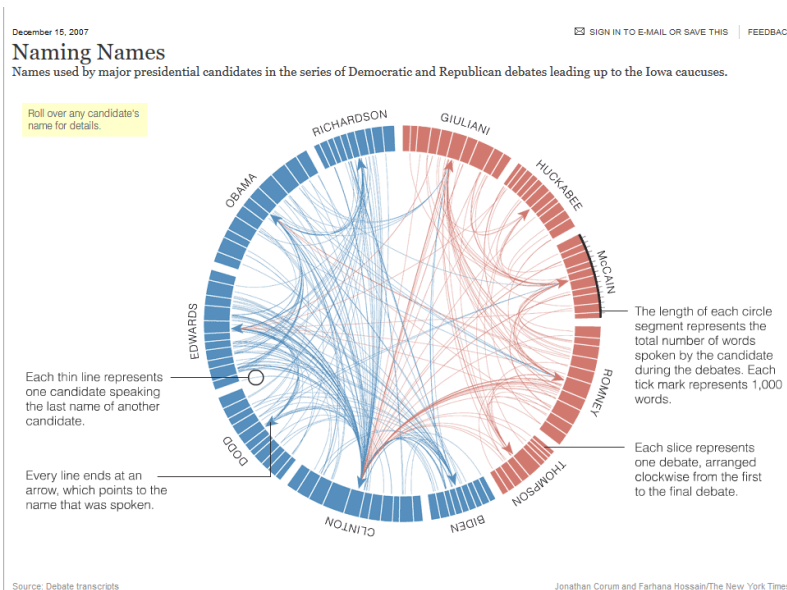 December 15, 2007
SIGN IN TO E-MAIL OR SAVE THIS
FEEDBAC
Naming Names
Names used by major presidential candidates in the series of Democratic and Republican debates leading up to the Iowa caucuses.
Roll over any candidate's
name for details.
RICHARDSON
GIULIANI
OBAMA
HUCKABEE
McCAIN
EDWARDS
The length of each circle
segment represents the
total number of words
spoken by the candidate
during the debates. Each
tick mark represents 1,000
words.
Each thin line represents
one candidate speaking
the last name of another
candidate.
ROMNEY
DODD
Each slice represents
one debate, arranged
clockwise from the first
to the final debate.
Every line ends at an
arrow, which points to the
name that was spoken.
THOMPSON
CLINTON
BIDEN
Source: Debate transcripts
Jonathan Corum and Farhana Hossain/The New York Times